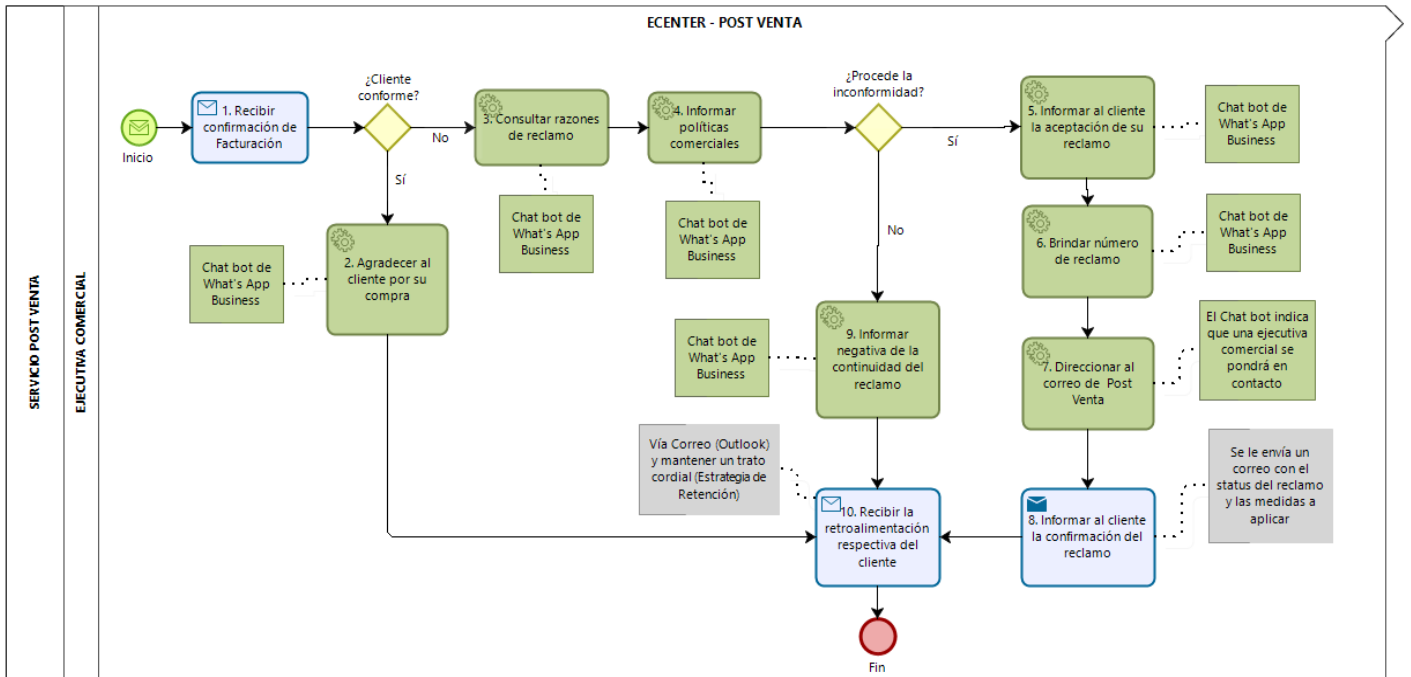 ECENTER - POST VENTA
SERVICIO POST VENTA
EJECUTIVA COMERCIAL
Inicio
1. Recibir
confirmación de
Facturación
¿Cliente
conforme?
No
Sí
3. Consultar razones
de reclamo
Chat bot de
What's App
Business
4. Informar
políticas
comerciales
Chat bot de
What's App
Business
¿Procede la
inconformidad?
Sí
No
5. Informar al cliente
la aceptación de su
reclamo
Chat bot de
What's App
Business
6. Brindar número
de reclamo
Chat bot de
What's App
Business
7. Direccionar al
correo de Post
Venta
El Chat bot indica
que una ejecutiva
comercial se
pondrá en
contacto
8. Informar al cliente
la confirmación del
reclamo
Se le envía un
correo con el
status del reclamo
y las medidas a
aplicar
2. Agradecer al
cliente por su
compra
Chat bot de
What's App
Business
9. Informar
negativa de la
continuidad del
reclamo
Chat bot de
What's App
Business
Vía Correo (Outlook)
y mantener un trato
cordial (Estrategia de
Retención)
10. Recibir la
retroalimentación
respectiva del
cliente
Fin